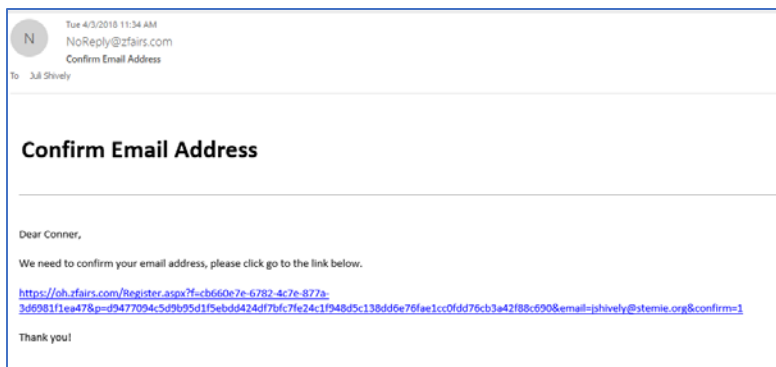 Tue 4/3/2018 11:34 AM
N
NoReply@zfairs.com
Confirm Email Address
To Juli Shively
Confirm Email Address
Dear Conner,
We need to confirm your email address, please click go to the link below.
https://oh.zfairs.com/Register.aspx?f=cb660e7e-6782-4c7e-877a-
3d6981f1ea47&p=d9477094c5d9b95d1f5ebdd424df7bfc7fe24c1f948d5c138dd6e76fae1cc0fdd76cb3a42f88c690&email=jshively@stemie.org&confirm=1
Thank you!